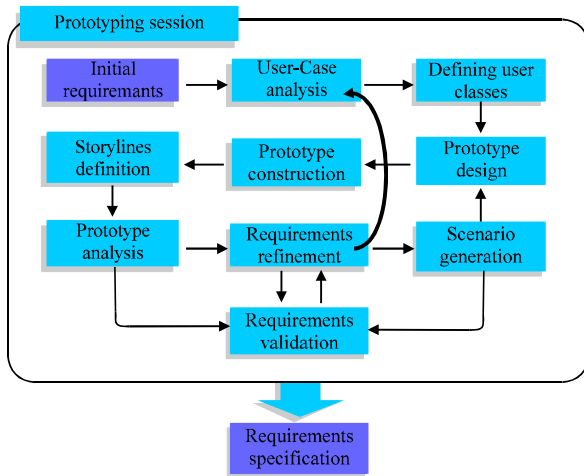 Prototyping session
Initial
requiremants
User-Case
analysis
Defining user
classes
Storylines
definition
Prototype
construction
Prototype
design
Prototype
analysis
Requirements
refinement
Scenario
generation
Requirements
validation
Requirements
specification